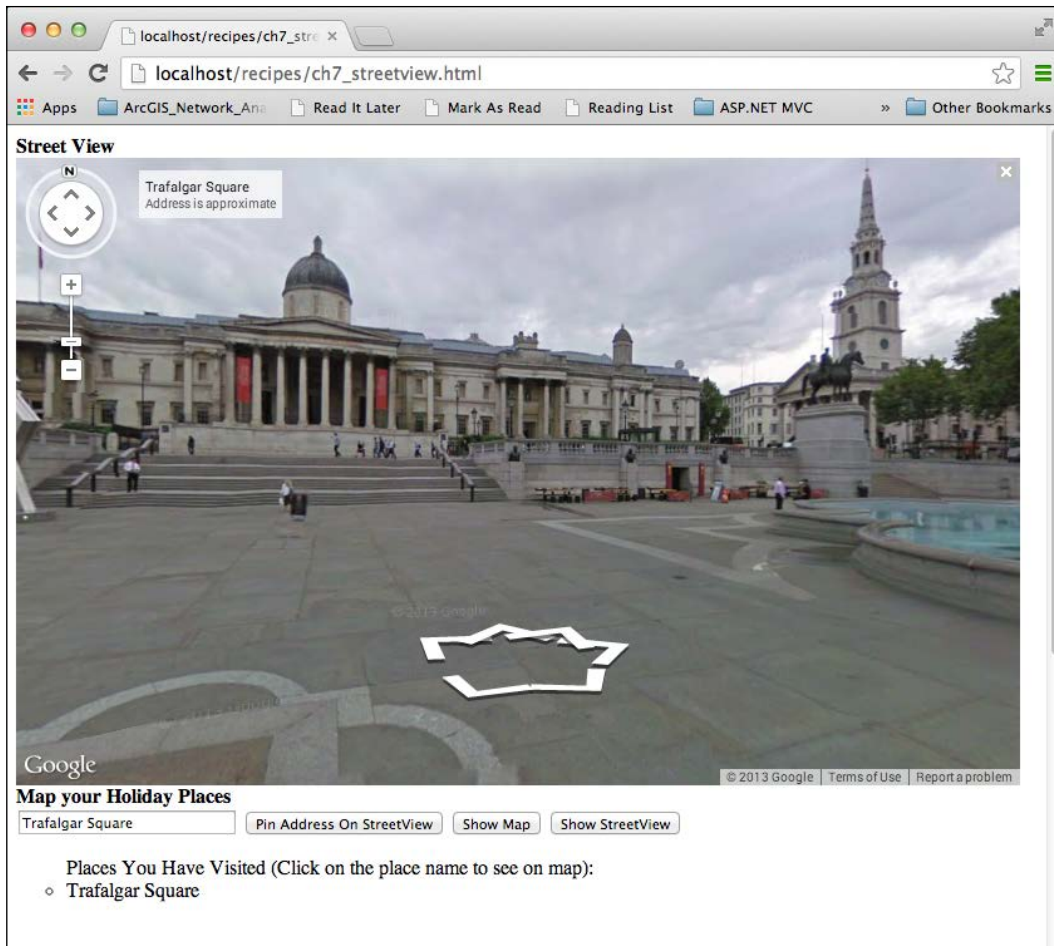 localhost/recipes/ch7_stre
localhost/recipes/ch7_streetview.html
Apps ArcGIS_Network_Ana Read It Later Mark As Read Reading List ASP.NET MVC » Other Bookmarks
Street View
N
Trafalgar Square
Address is approximate
© 2013 Google
Google
© 2013 Google Terms of Use Report a problem
Map your Holiday Places
Trafalgar Square Pin Address On StreetView Show Map Show StreetView
Places You Have Visited (Click on the place name to see on map):
Trafalgar Square